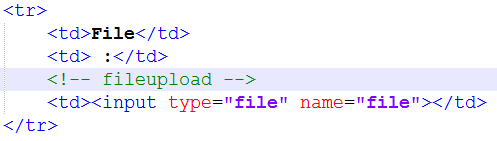 <tr>
<td>File</td>
<td> :</td>
<!-- fileupload -->
<td><input type="file" name="file"></td>
</tr>